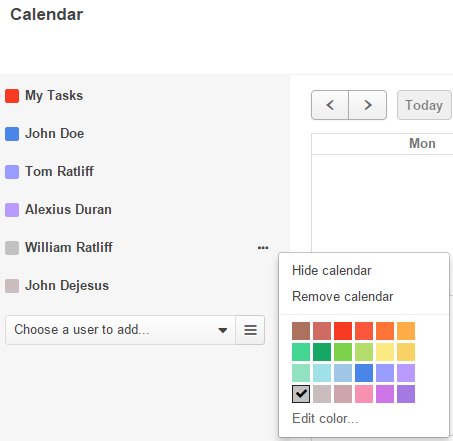 Calendar
My Tasks
John Doe
Tom Ratliff
Alexius Duran
William Ratliff
John Dejesus
Choose a user to add...
Today
Mon
Hide calendar
Remove calendar
Edit color...